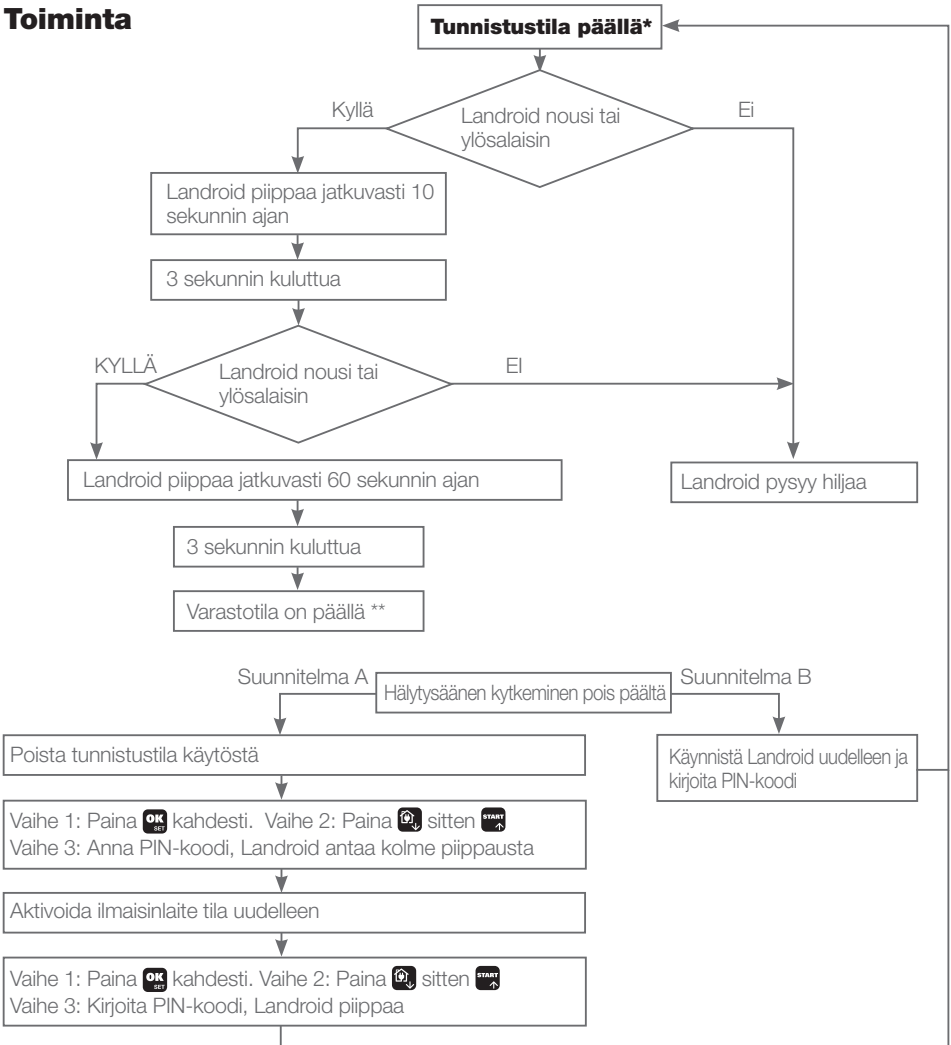 Toiminta
Tunnistustila päällä*
Kyllä
Ei
Landroid nousi tai
ylösalaisin
Landroid piippaa jatkuvasti 10
sekunnin ajan
3 sekunnin kuluttua
KYLLÄ
EI
Landroid nousi tai
ylösalaisin
Landroid piippaa jatkuvasti 60 sekunnin ajan
Landroid pysyy hiljaa
3 sekunnin kuluttua
Varastotila on päällä **
Suunnitelma A
Hälytysäänen kytkeminen pois päältä
Suunnitelma B
Poista tunnistustila käytöstä
Käynnistä Landroid uudelleen ja
kirjoita PIN-koodi
Vaihe 1: Paina OK SET kahdesti. Vaihe 2: Paina sitten START
Vaihe 3: Anna PIN-koodi, Landroid antaa kolme piippausta
Aktivoida ilmaisinlaite tila uudelleen
Vaihe 1: Paina OK SET kahdesti. Vaihe 2: Paina sitten START
Vaihe 3: Kirjoita PIN-koodi, Landroid piippaa